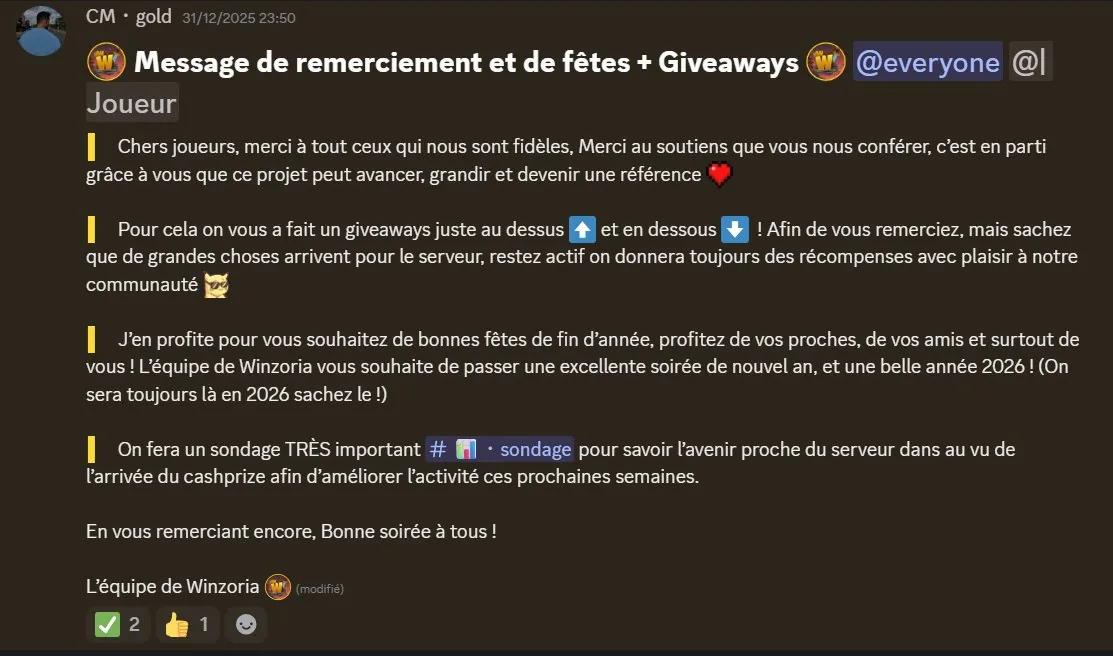 CM · gold 31/12/2025 23:50
Message de remerciement et de fêtes + Giveaways @everyone @|
Joueur
Chers joueurs, merci à tout ceux qui nous sont fidèles, Merci au soutiens que vous nous conférer, c’est en parti
grâce à vous que ce projet peut avancer, grandir et devenir une référence
Pour cela on vous a fait un giveaways juste au dessus et en dessous ! Afin de vous remerciez, mais sachez
que de grandes choses arrivent pour le serveur, restez actif on donnera toujours des récompenses avec plaisir à notre
communauté
J’en profite pour vous souhaitez de bonnes fêtes de fin d’année, profitez de vos proches, de vos amis et surtout de
vous ! L’équipe de Winzoria vous souhaite de passer une excellente soirée de nouvel an, et une belle année 2026 ! (On
sera toujours là en 2026 sachez le !)
On fera un sondage TRÈS important # 📊 · sondage pour savoir l’avenir proche du serveur dans au vu de
l’arrivée du cashprize afin d’améliorer l’activité ces prochaines semaines.
En vous remerciant encore, Bonne soirée à tous !
L’équipe de Winzoria (modifié)
2 1